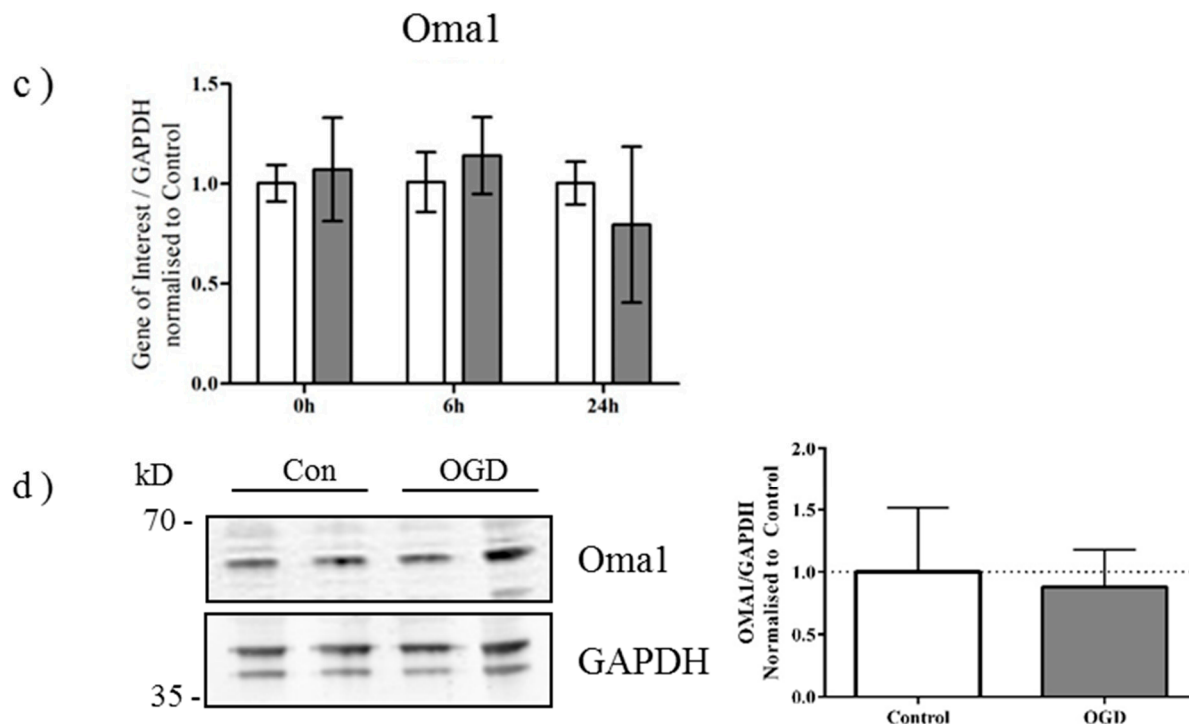 Oma1
c )
Gene of Interest / GAPDH
normalised to Control
1.5
1.0
0.5
0.0
0h 6h 24h
d )
kD
Con OGD
70 -
Oma1
GAPDH
35 -
OMA1/GAPDH
Normalised to Control
2.0
1.5
1.0
0.5
0.0
Control OGD